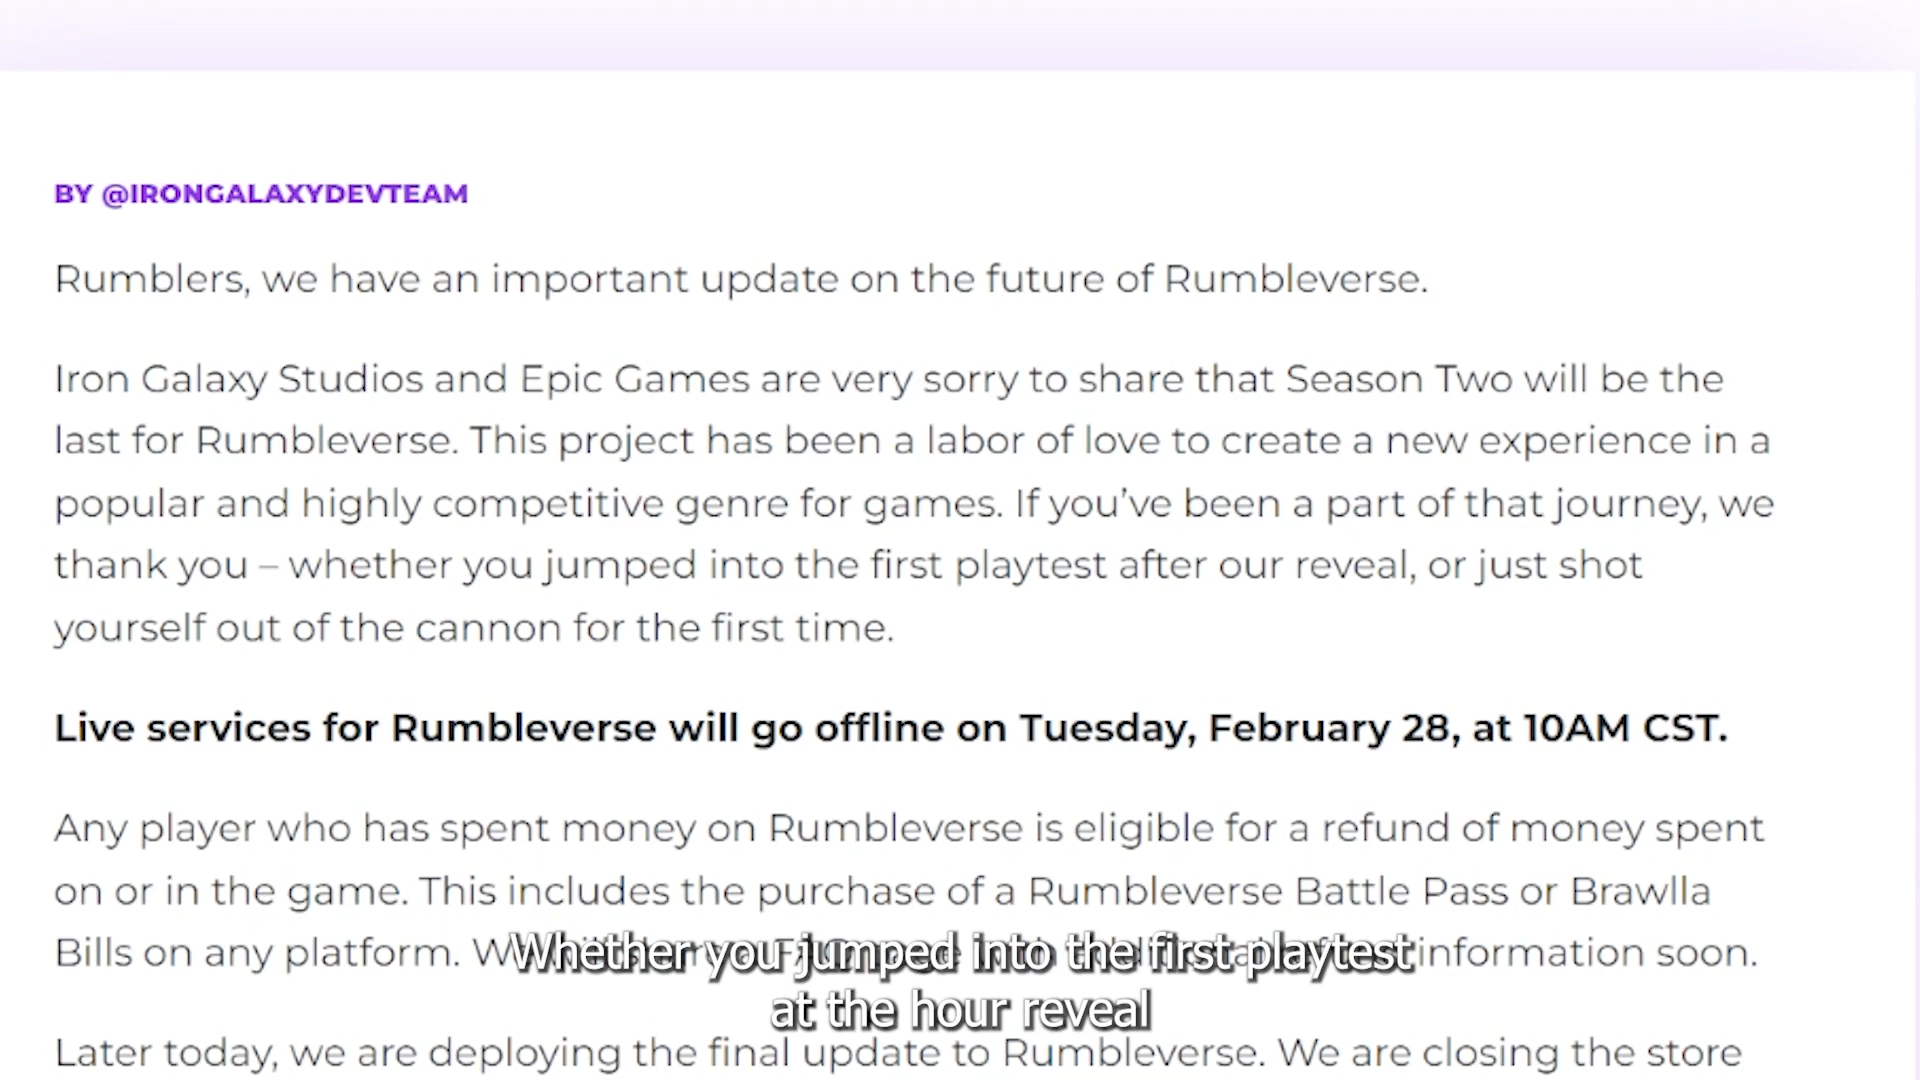 BY @IRONGALAXYDEVTEAM
Rumblers, we have an important update on the future of Rumbleverse.
Iron Galaxy Studios and Epic Games are very sorry to share that Season Two will be the
last for Rumbleverse. This project has been a labor of love to create a new experience in a
popular and highly competitive genre for games. If you’ve been a part of that journey, we
thank you – whether you jumped into the first playtest after our reveal, or just shot
yourself out of the cannon for the first time.
Live services for Rumbleverse will go offline on Tuesday, February 28, at 10AM CST.
Any player who has spent money on Rumbleverse is eligible for a refund of money spent
on or in the game. This includes the purchase of a Rumbleverse Battle Pass or Brawlla
Bills on any platform. information soon.
Whether you jumped into the first playtest
at the hour reveal
Later today, we are deploying the final update to Rumbleverse. We are closing the store